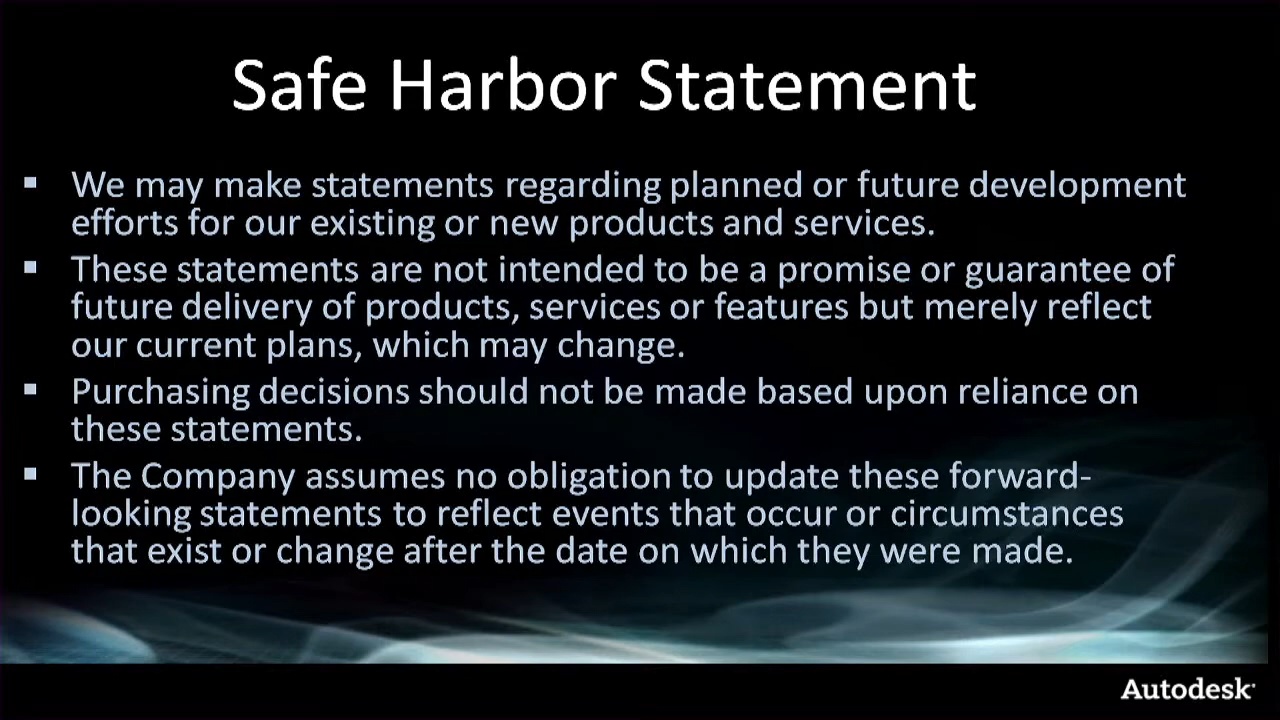 Safe Harbor Statement
▪ We may make statements regarding planned or future development
efforts for our existing or new products and services.
▪ These statements are not intended to be a promise or guarantee of
future delivery of products, services or features but merely reflect
our current plans, which may change.
▪ Purchasing decisions should not be made based upon reliance on
these statements.
▪ The Company assumes no obligation to update these forward-
looking statements to reflect events that occur or circumstances
that exist or change after the date on which they were made.
Autodesk